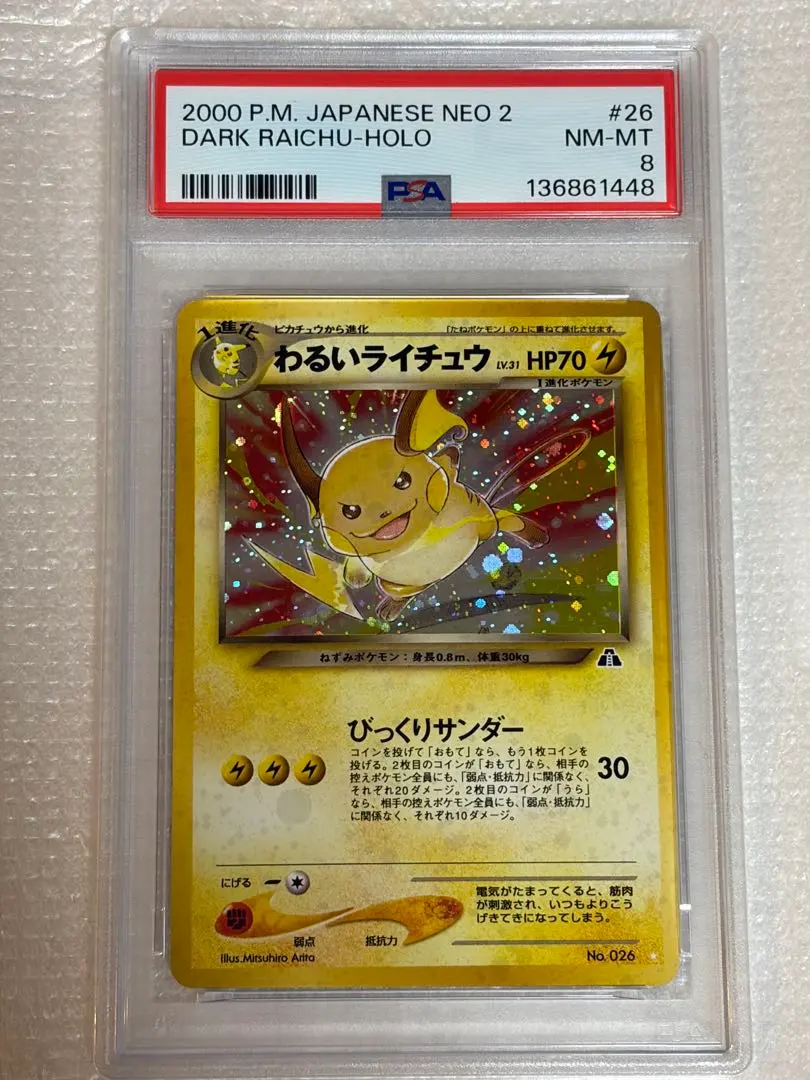 2000 P.M. JAPANESE NEO 2 #26
DARK RAICHU-HOLO NM-MT
8
PSA 136861448
1進化
ピカチュウから進化 「たねポケモン」の上に重ねて進化させます。
わるいライチュウ LV.31 HP70
1進化ポケモン
ねずみポケモン:身長0.8m、体重30kg
びっくりサンダー
コインを投げて「おもて」なら、もう1枚コインを
投げる。2枚目のコインが「おもて」なら、相手の
控えポケモン全員にも、「弱点・抵抗力」に関係なく、
それぞれ20ダメージ。2枚目のコインが「うら」
なら、相手の控えポケモン全員にも、「弱点・抵抗力」
に関係なく、それぞれ10ダメージ。
30
にげる
電気がたまってくると、筋肉
が刺激され、いつもよりこう
げきてきになってしまう。
弱点 抵抗力
Illus.Mitsuhiro Arita No. 026